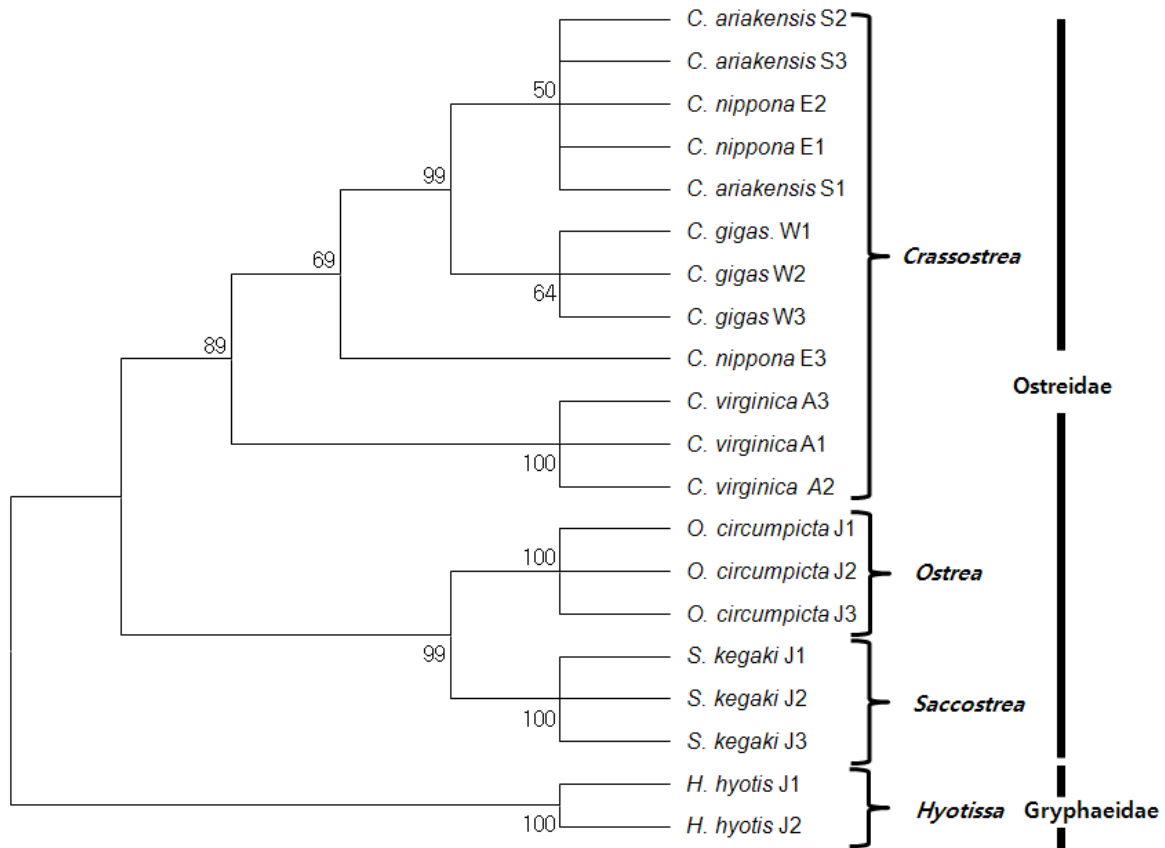 C. ariakensis S2
C. ariakensis S3
50
C. nippona E2
C. nippona E1
99
C. ariakensis S1
C. gigas. W1
69
Crassostrea
C. gigas W2
64
C. gigas W3
89
C. nippona E3
Ostreidae
C. virginica A3
C. virginica A1
100
C. virginica A2
O. circumpicta J1
100
O. circumpicta J2
Ostrea
O. circumpicta J3
99
S. kegaki J1
S. kegaki J2
Saccostrea
100
S. kegaki J3
H. hyotis J1
Hyotissa
Gryphaeidae
100
H. hyotis J2